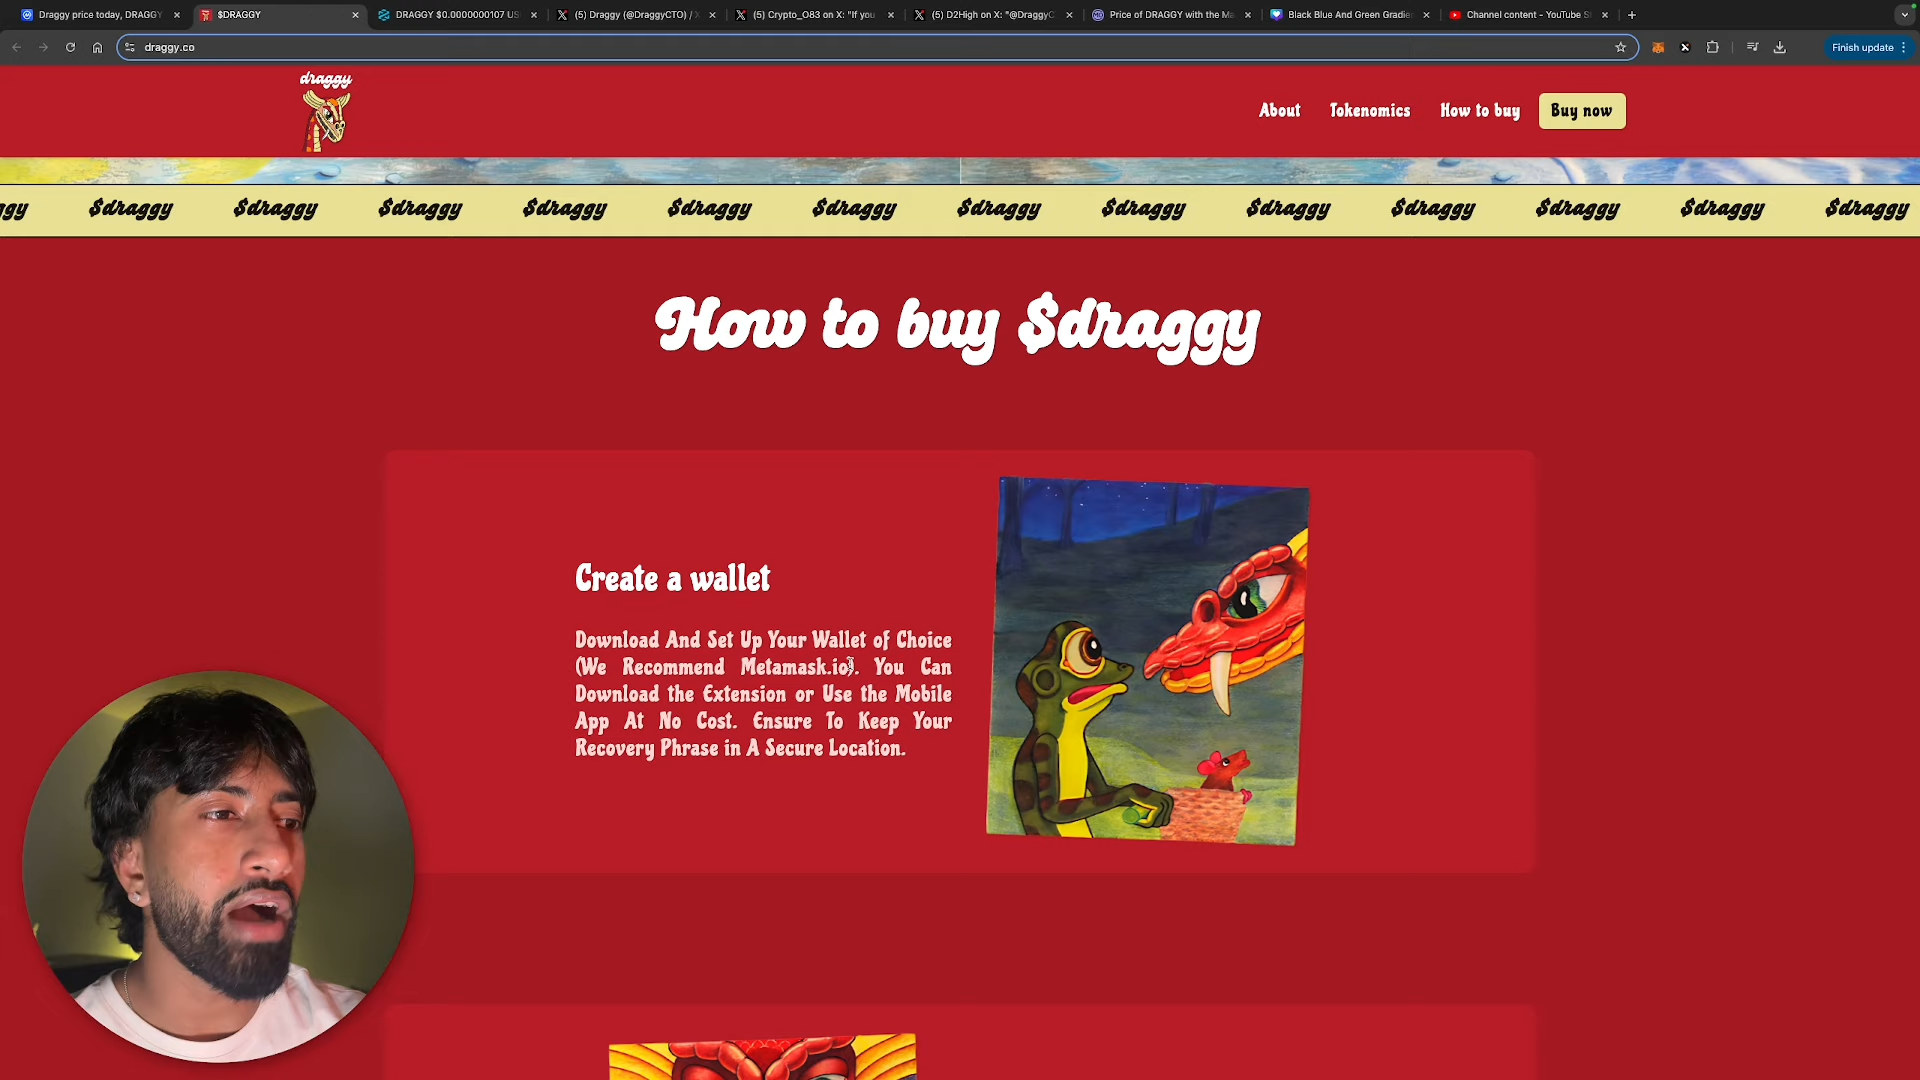 Draggy price today, DRAGGY
$DRAGGY
DRAGGY $0.0000000107 US
(5) Draggy (@DraggyCTO) / X
(5) Crypto_O83 on X: "If you
(5) D2High on X: "@DraggyC
Price of DRAGGY with the Ma
Black Blue And Green Gradie
Channel content - YouTube S
draggy.co
Finish update
draggy
About
Tokenomics
How to buy
Buy now
ggy $draggy $draggy $draggy $draggy $draggy $draggy $draggy $draggy $draggy $draggy $draggy $draggy $draggy
How to buy $draggy
Create a wallet
Download And Set Up Your Wallet of Choice
(We Recommend Metamask.io). You Can
Download the Extension or Use the Mobile
App At No Cost. Ensure To Keep Your
Recovery Phrase in A Secure Location.